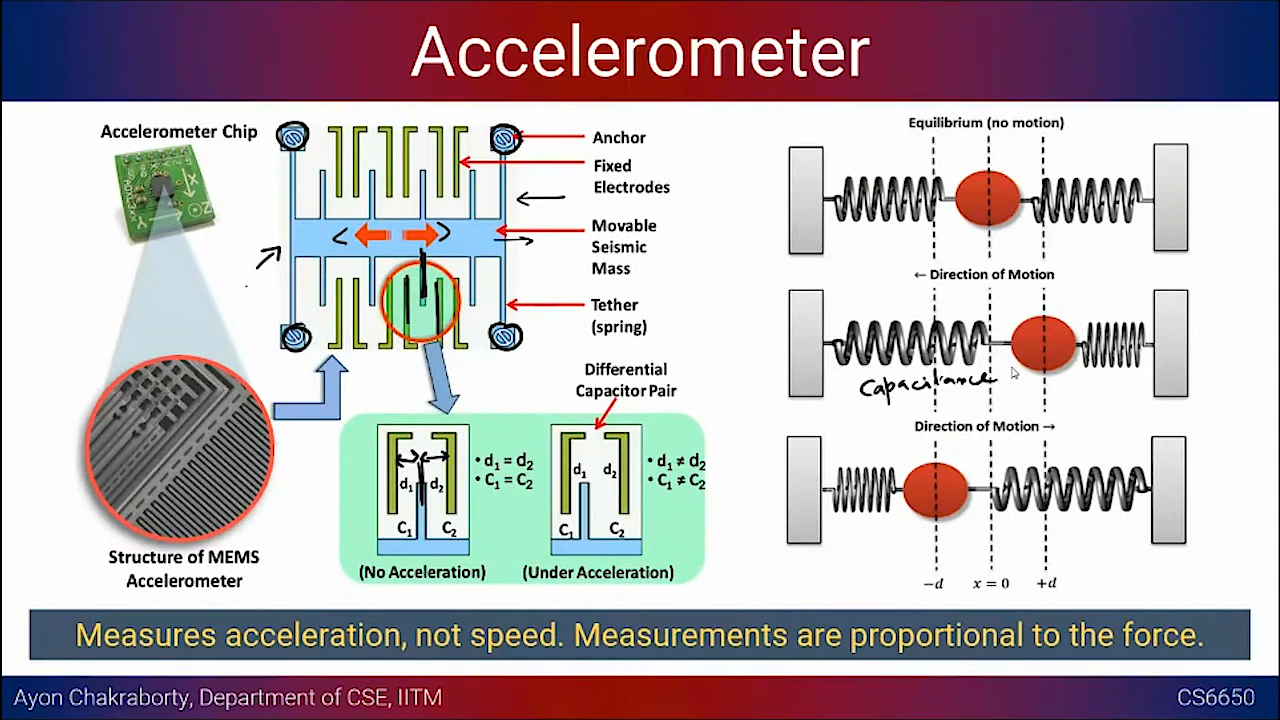 Accelerometer
Accelerometer Chip
Anchor
Fixed
Electrodes
Movable
Seismic
Mass
Tether
(spring)
Differential
Capacitor Pair
d₁ d₂
C₁ C₂
• d₁ = d₂
• C₁ = C₂
(No Acceleration)
d₁ d₂
C₁ C₂
• d₁ ≠ d₂
• C₁ ≠ C₂
(Under Acceleration)
Structure of MEMS
Accelerometer
Equilibrium (no motion)
← Direction of Motion
Capacitance
Direction of Motion →
−d x = 0 +d
Measures acceleration, not speed. Measurements are proportional to the force.
Ayon Chakraborty, Department of CSE, IITM
CS6650